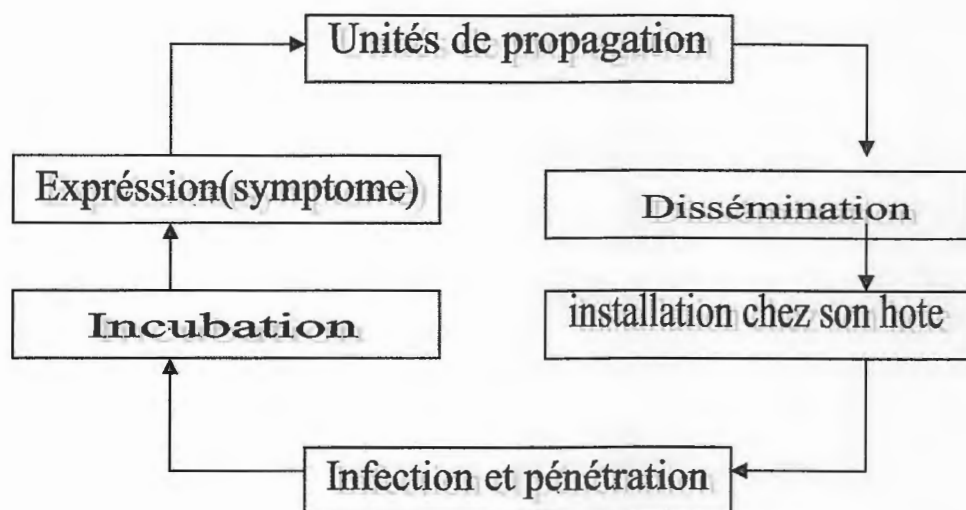 Unités de propagation
Expréssion(symptome)
Dissémination
Incubation
installation chez son hote
Infection et pénétration